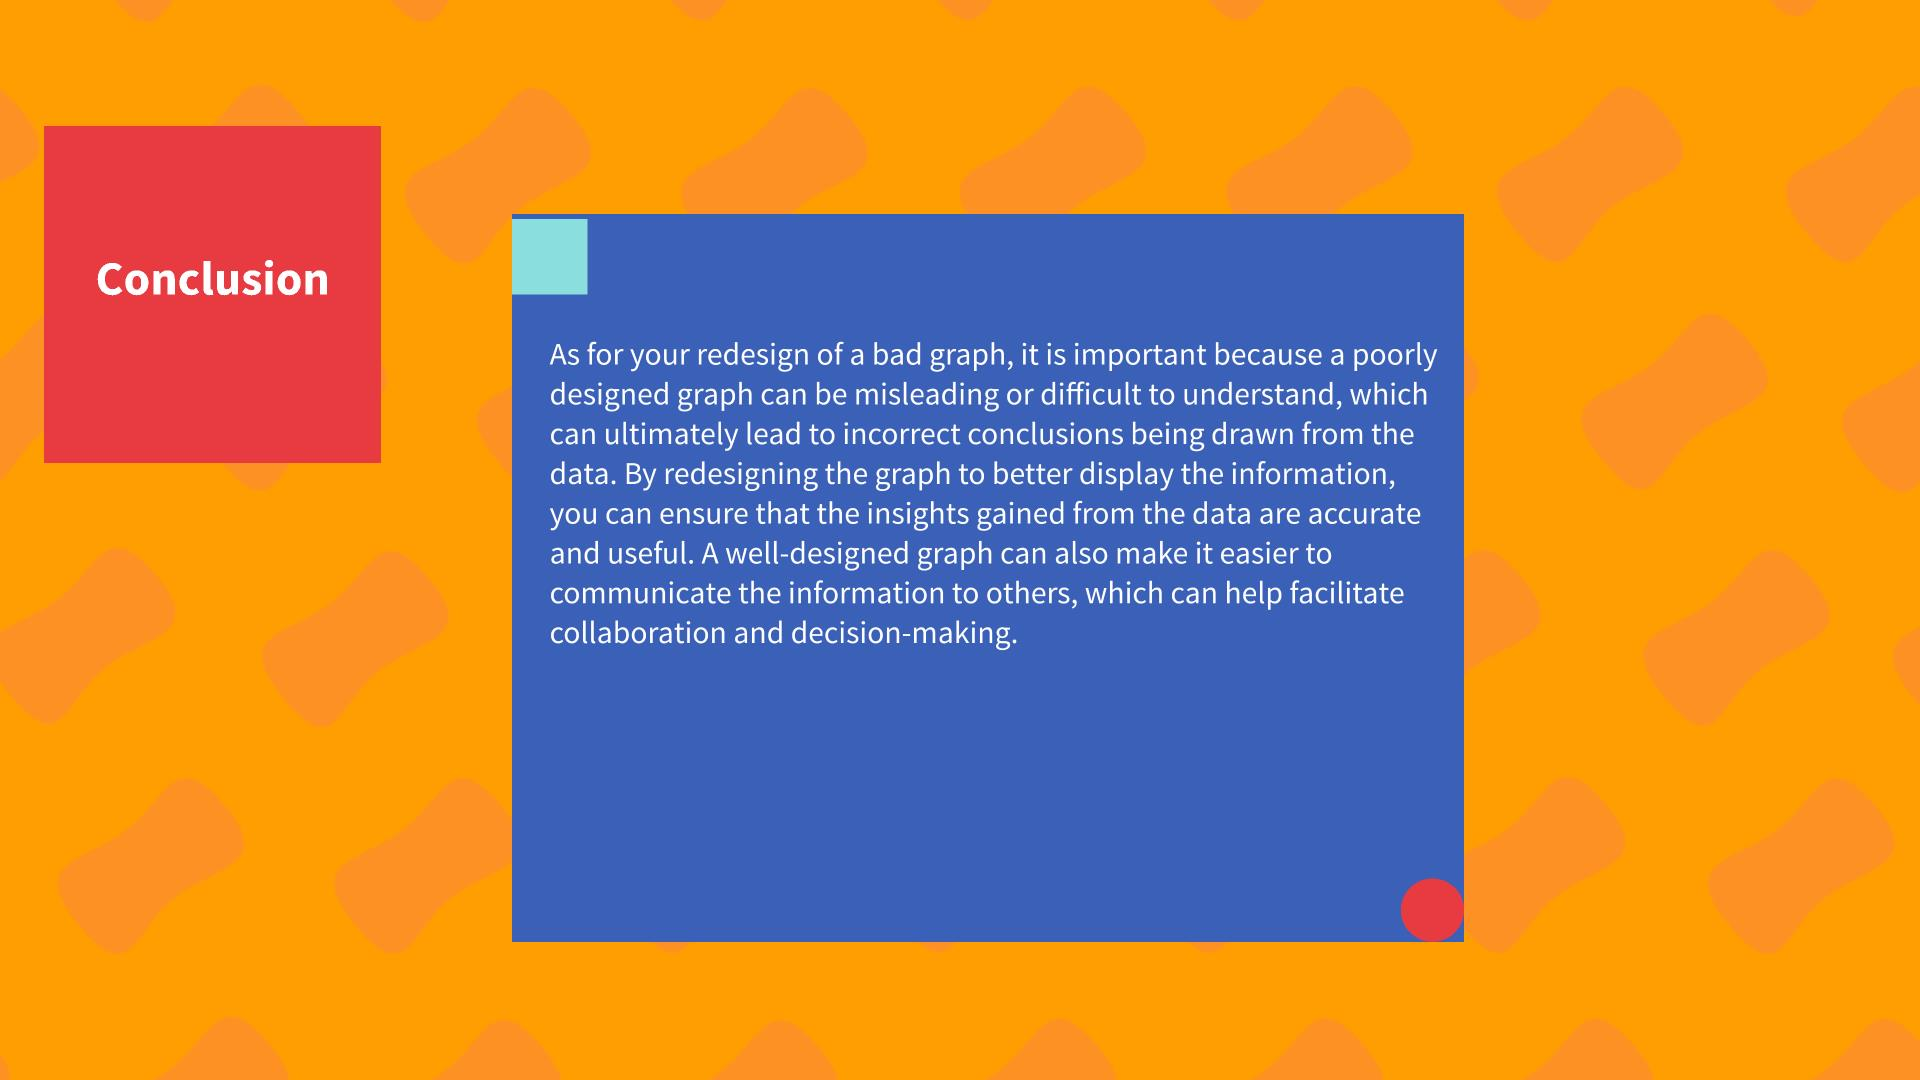 Conclusion
As for your redesign of a bad graph, it is important because a poorly
designed graph can be misleading or difficult to understand, which
can ultimately lead to incorrect conclusions being drawn from the
data. By redesigning the graph to better display the information,
you can ensure that the insights gained from the data are accurate
and useful. A well-designed graph can also make it easier to
communicate the information to others, which can help facilitate
collaboration and decision-making.